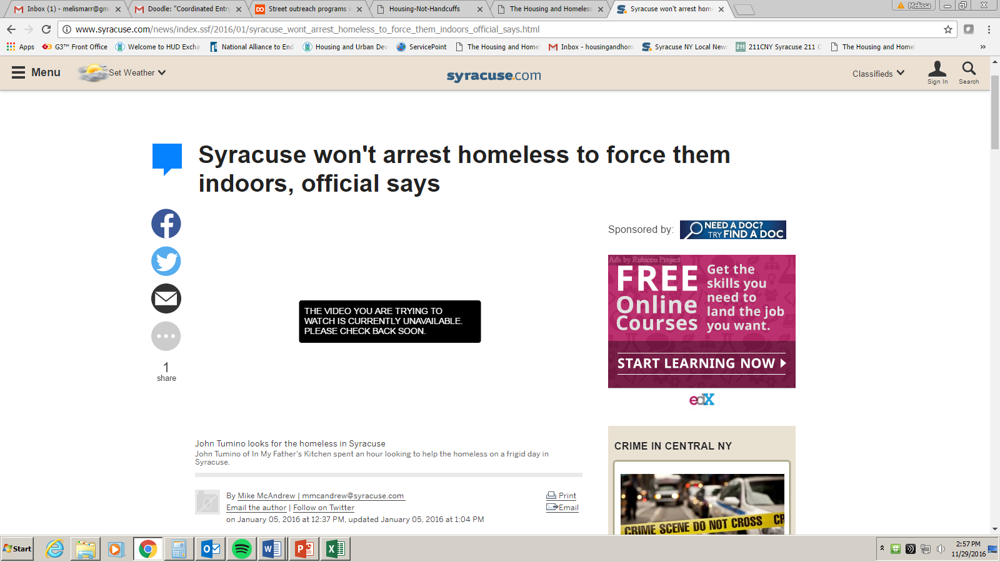 Inbox (1) - melismarr@gm
Doodle: "Coordinated Entry
Street outreach programs i
Housing-Not-Handcuffs
The Housing and Homeless
Syracuse won't arrest hom
Melissa
www.syracuse.com/news/index.ssf/2016/01/syracuse_wont_arrest_homeless_to_force_them_indoors_official_says.html
Apps
G3™ Front Office
Welcome to HUD Excha
National Alliance to End
Housing and Urban Dev
ServicePoint
The Housing and Homel
Inbox - housingandhom
Syracuse NY Local News
211CNY Syracuse 211 C
The Housing and Homel
Menu
Set Weather
syracuse.com
Classifieds
Sign In
Search
Syracuse won't arrest homeless to force them
indoors, official says
1
share
THE VIDEO YOU ARE TRYING TO
WATCH IS CURRENTLY UNAVAILABLE.
PLEASE CHECK BACK SOON.
Sponsored by:
NEED A DOC?
TRY FIND A DOC
Ads by Rubicon Project
FREE
Online
Courses
Get the
skills you
need to
land the job
you want.
START LEARNING NOW
edX
John Tumino looks for the homeless in Syracuse
John Tumino of In My Father's Kitchen spent an hour looking to help the homeless on a frigid day in
Syracuse.
By Mike McAndrew | mmcandrew@syracuse.com
Email the author | Follow on Twitter
on January 05, 2016 at 12:37 PM, updated January 05, 2016 at 1:04 PM
Print
Email
CRIME IN CENTRAL NY
CRIME SCENE DO NOT CROSS CR
Start
2:57 PM
11/29/2016